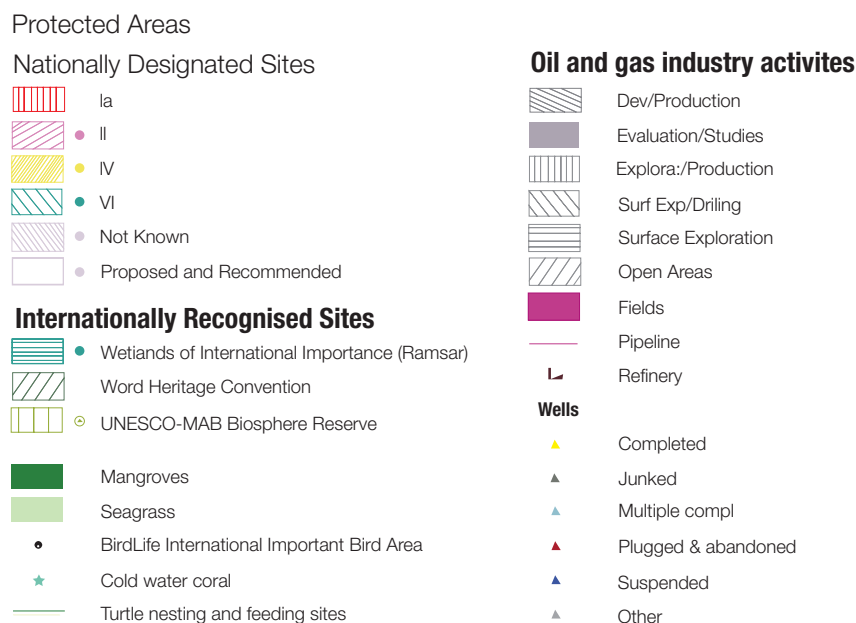 Protected Areas
Nationally Designated Sites
Ia
II
IV
VI
Not Known
Proposed and Recommended
Internationally Recognised Sites
Wetiands of International Importance (Ramsar)
Word Heritage Convention
UNESCO-MAB Biosphere Reserve
Mangroves
Seagrass
BirdLife International Important Bird Area
Cold water coral
Turtle nesting and feeding sites
Oil and gas industry activites
Dev/Production
Evaluation/Studies
Explora:/Production
Surf Exp/Driling
Surface Exploration
Open Areas
Fields
Pipeline
Refinery
Wells
Completed
Junked
Multiple compl
Plugged & abandoned
Suspended
Other